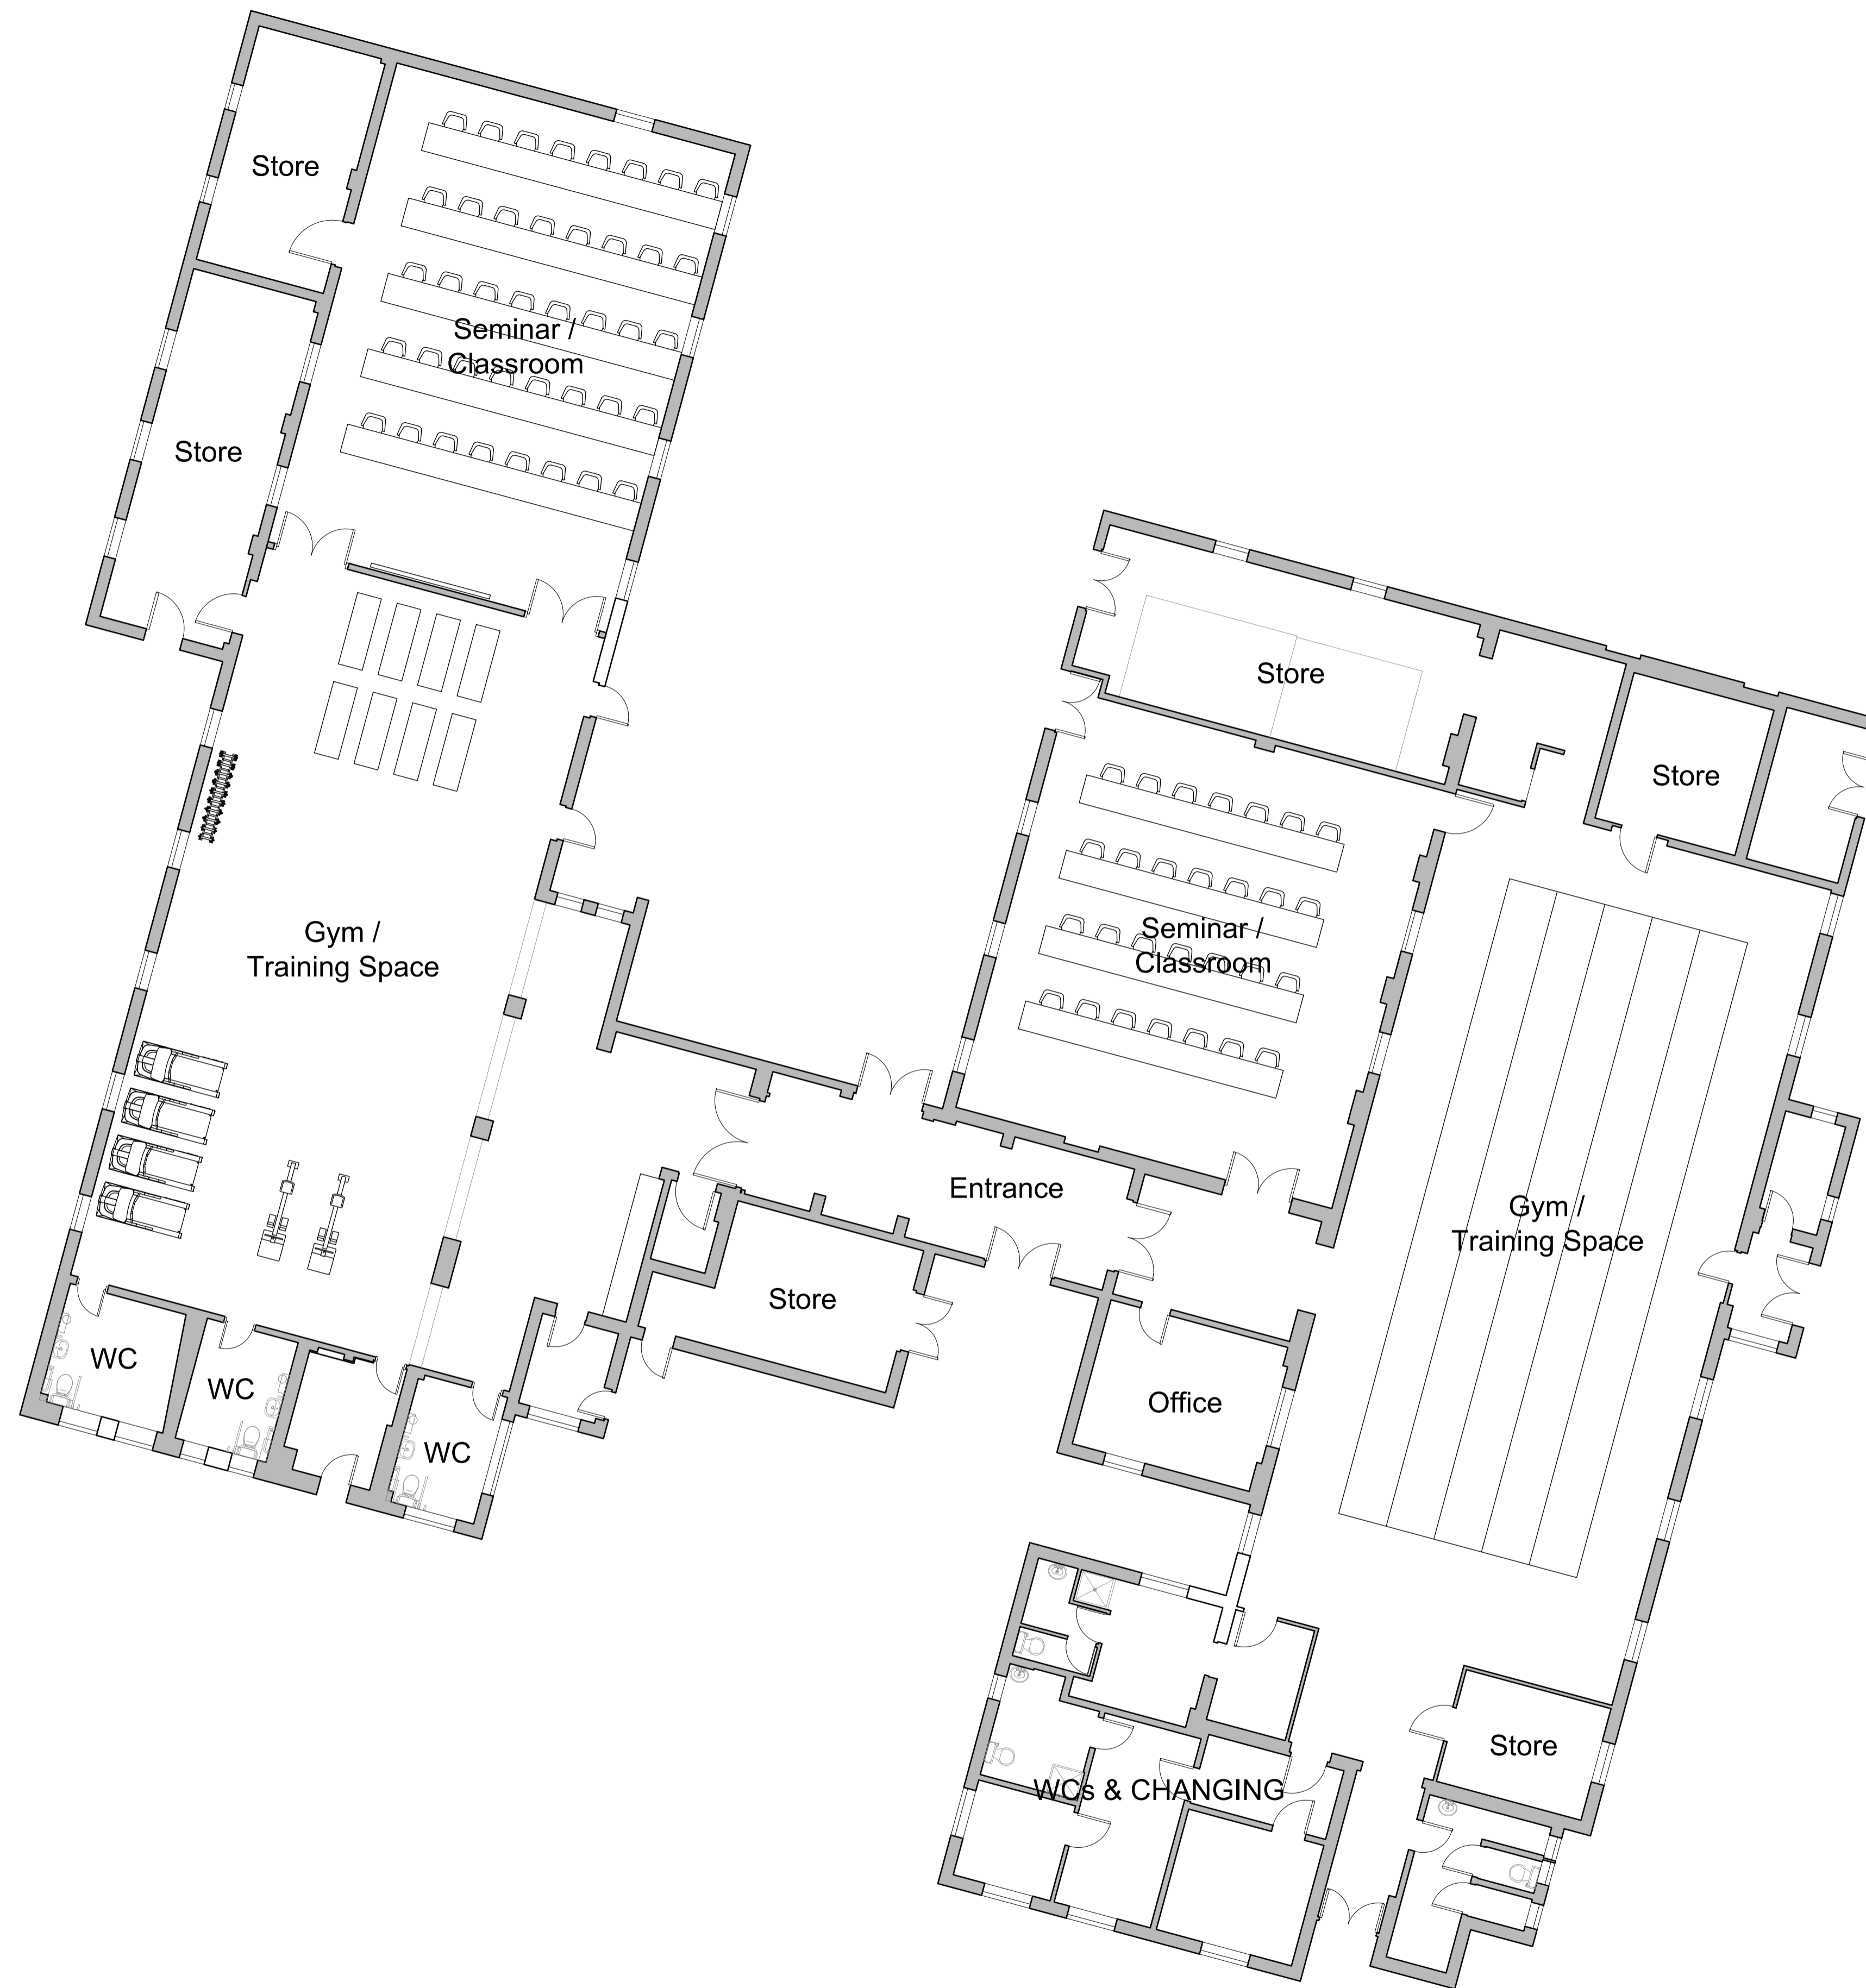 Store
Seminar /
Classroom
Store
Store
Store
Gym /
Training Space
Seminar /
Classroom
Entrance
Gym /
Training Space
Store
WC
WC
Office
WC
Store
WCs & CHANGING